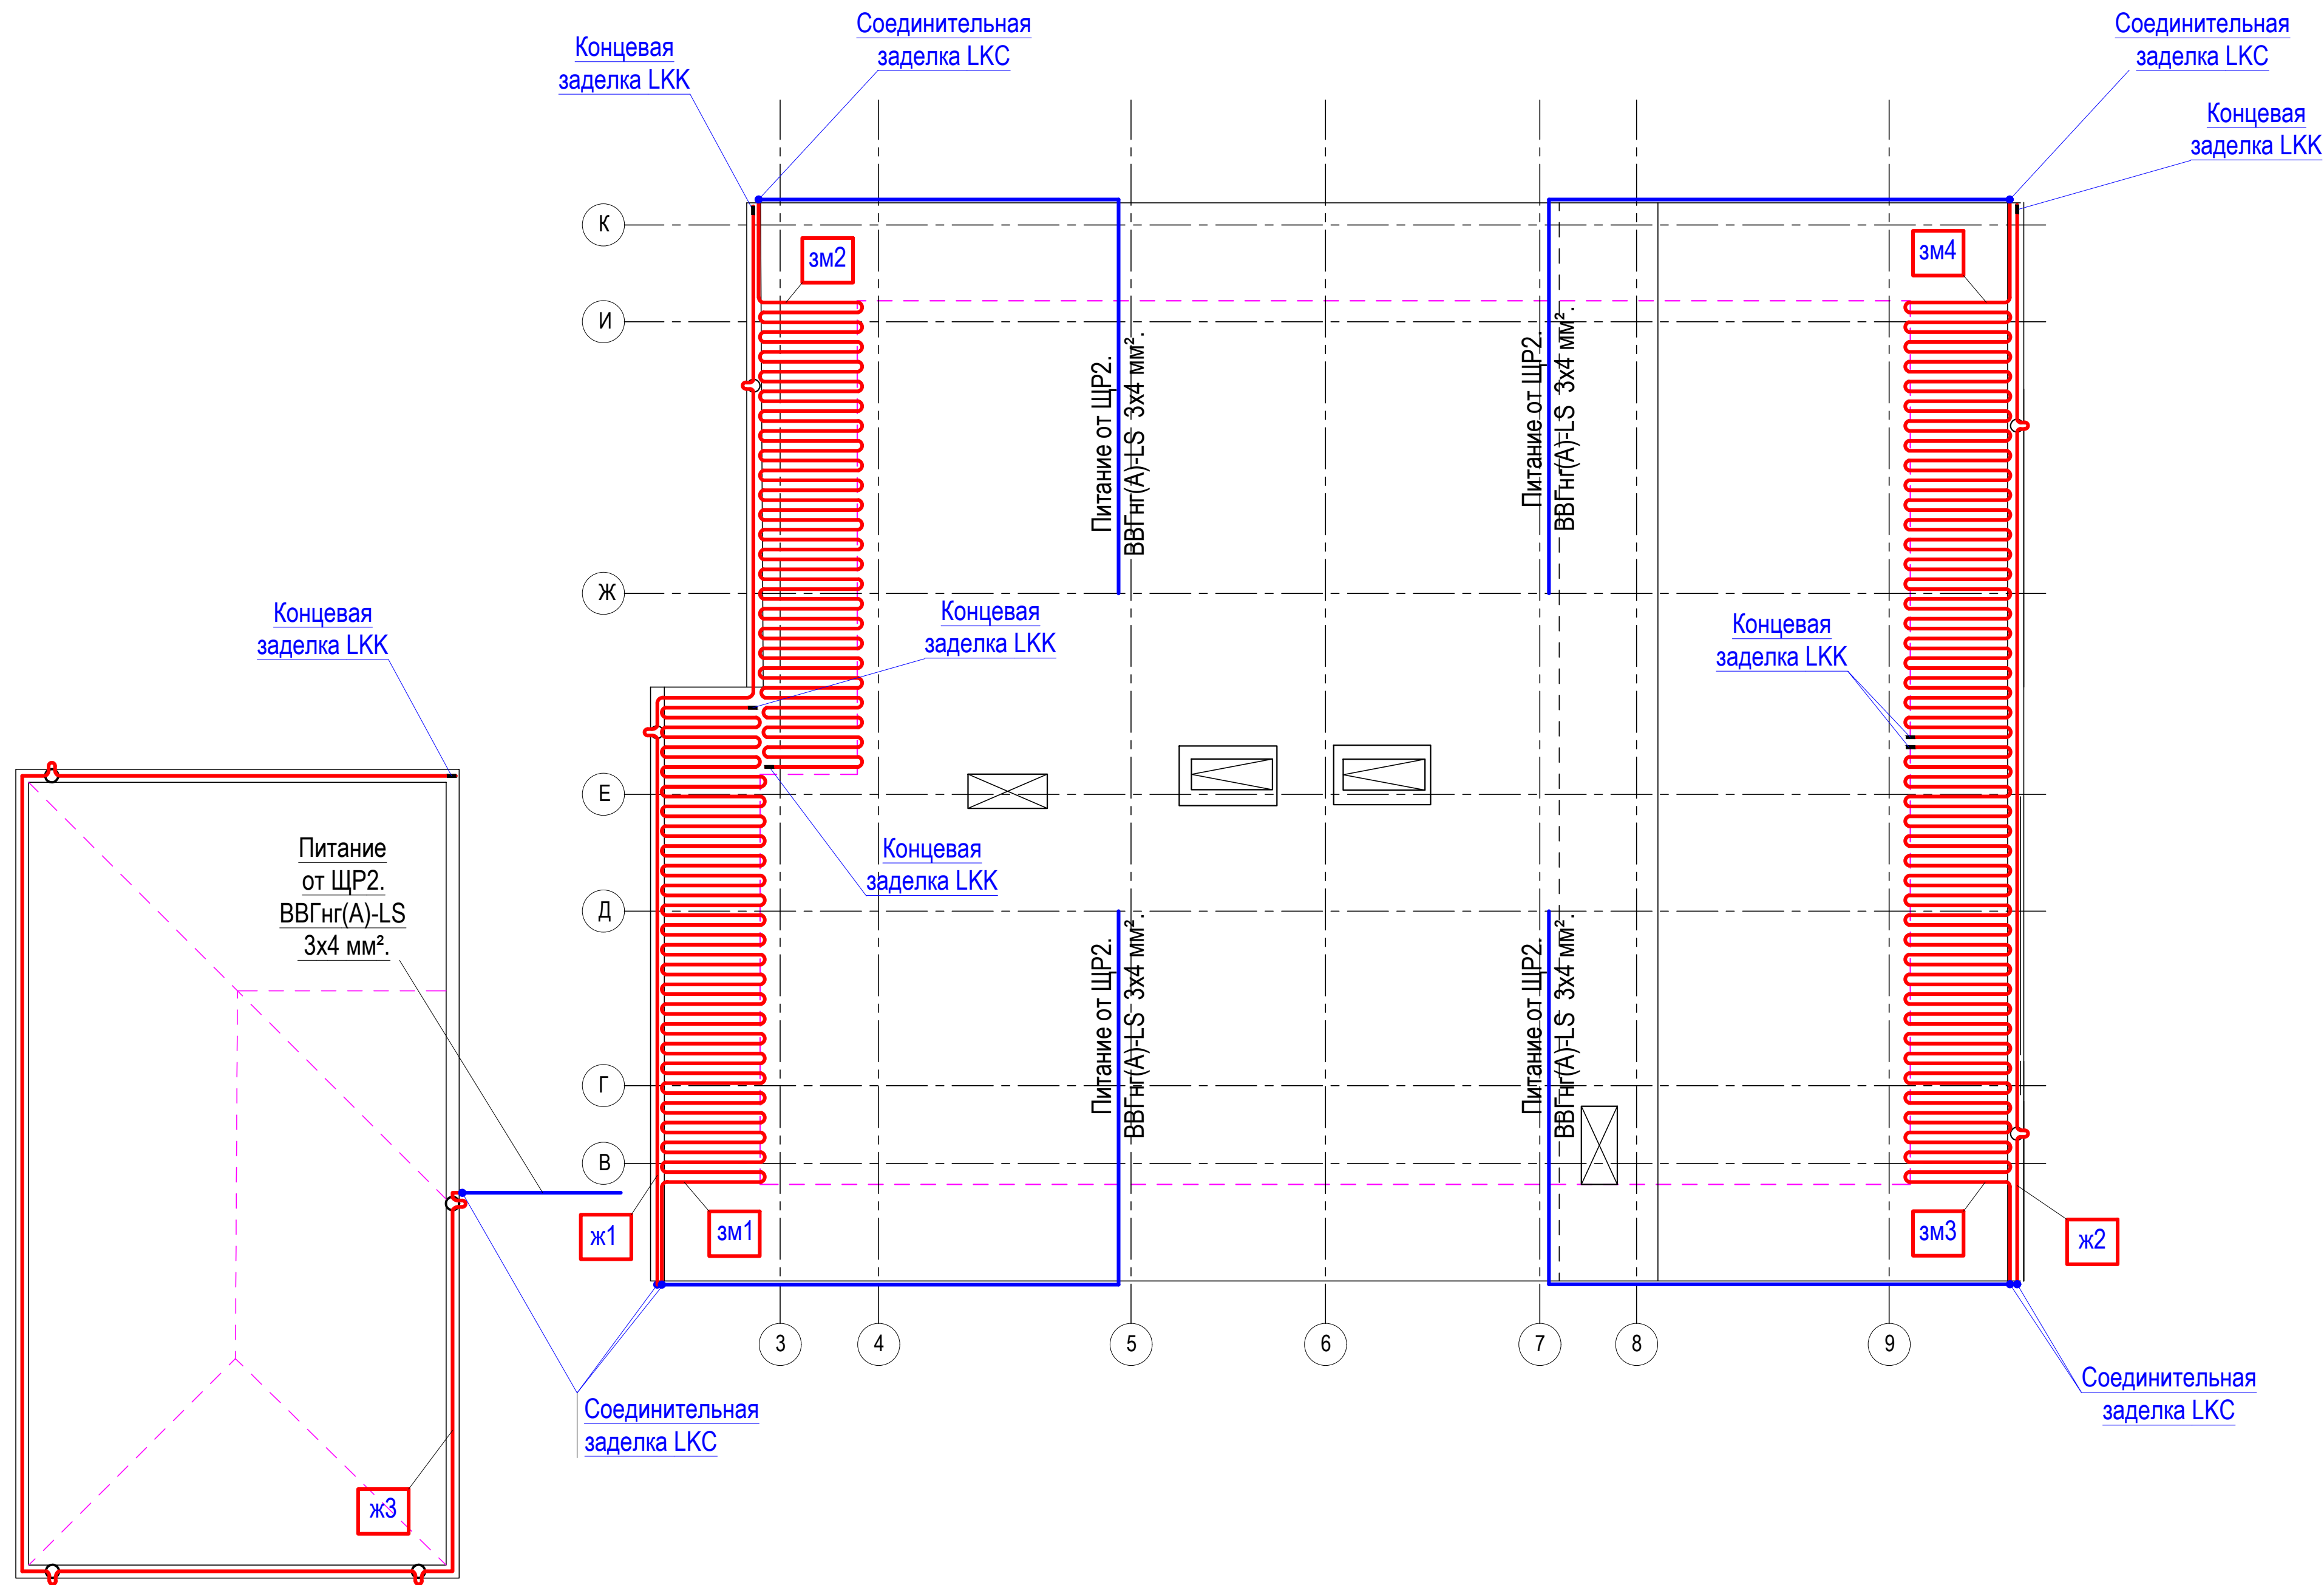 Соединительная
заделка LKC
Соединительная
заделка LKC
Концевая
заделка LKK
Концевая
заделка LKK
К
зм2
зм4
И
Питание от ЩР2.
ВВГнг(А)-LS 3х4 мм².
Питание от ЩР2.
ВВГнг(А)-LS 3х4 мм².
Ж
Концевая
заделка LKK
Концевая
заделка LKK
Концевая
заделка LKK
Е
Питание
от ЩР2.
ВВГнг(А)-LS
3х4 мм².
Концевая
заделка LKK
Д
Питание от ЩР2.
ВВГнг(А)-LS 3х4 мм².
Питание от ЩР2.
ВВГнг(А)-LS 3х4 мм².
Г
В
ж1
зм1
зм3
ж2
3
4
5
6
7
8
9
Соединительная
заделка LKC
Соединительная
заделка LKC
ж3